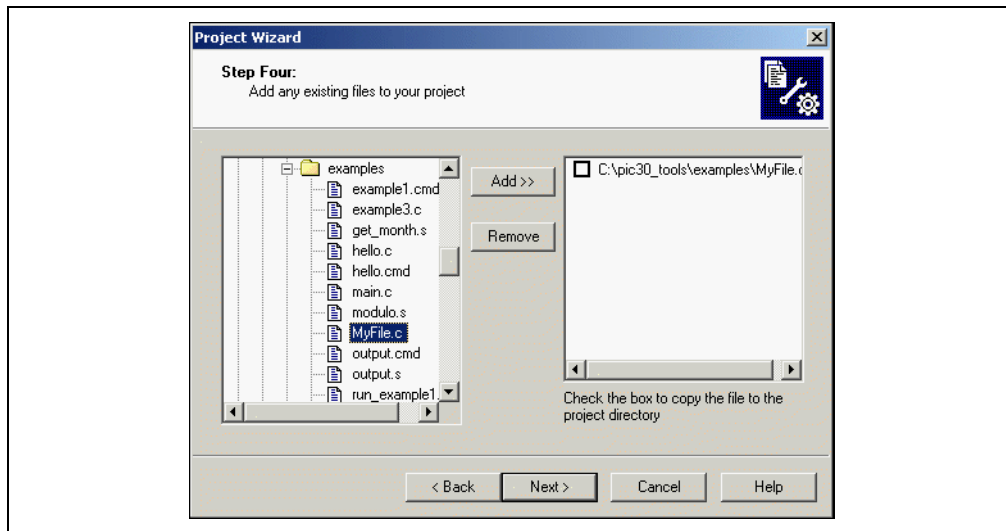 Project Wizard
Step Four:
Add any existing files to your project
examples
example1.cmd
example3.c
get_month.s
hello.c
hello.cmd
main.c
modulo.s
MyFile.c
output.cmd
output.s
run_example1.
Add >>
Remove
C:\pic30_tools\examples\MyFile.c
Check the box to copy the file to the
project directory
< Back
Next >
Cancel
Help